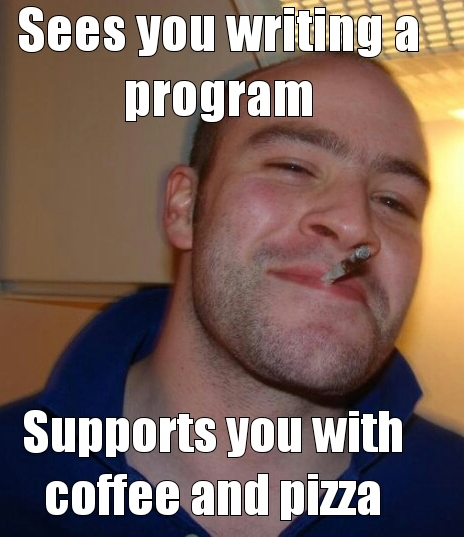 Sees you writing a
program
Supports you with
coffee and pizza